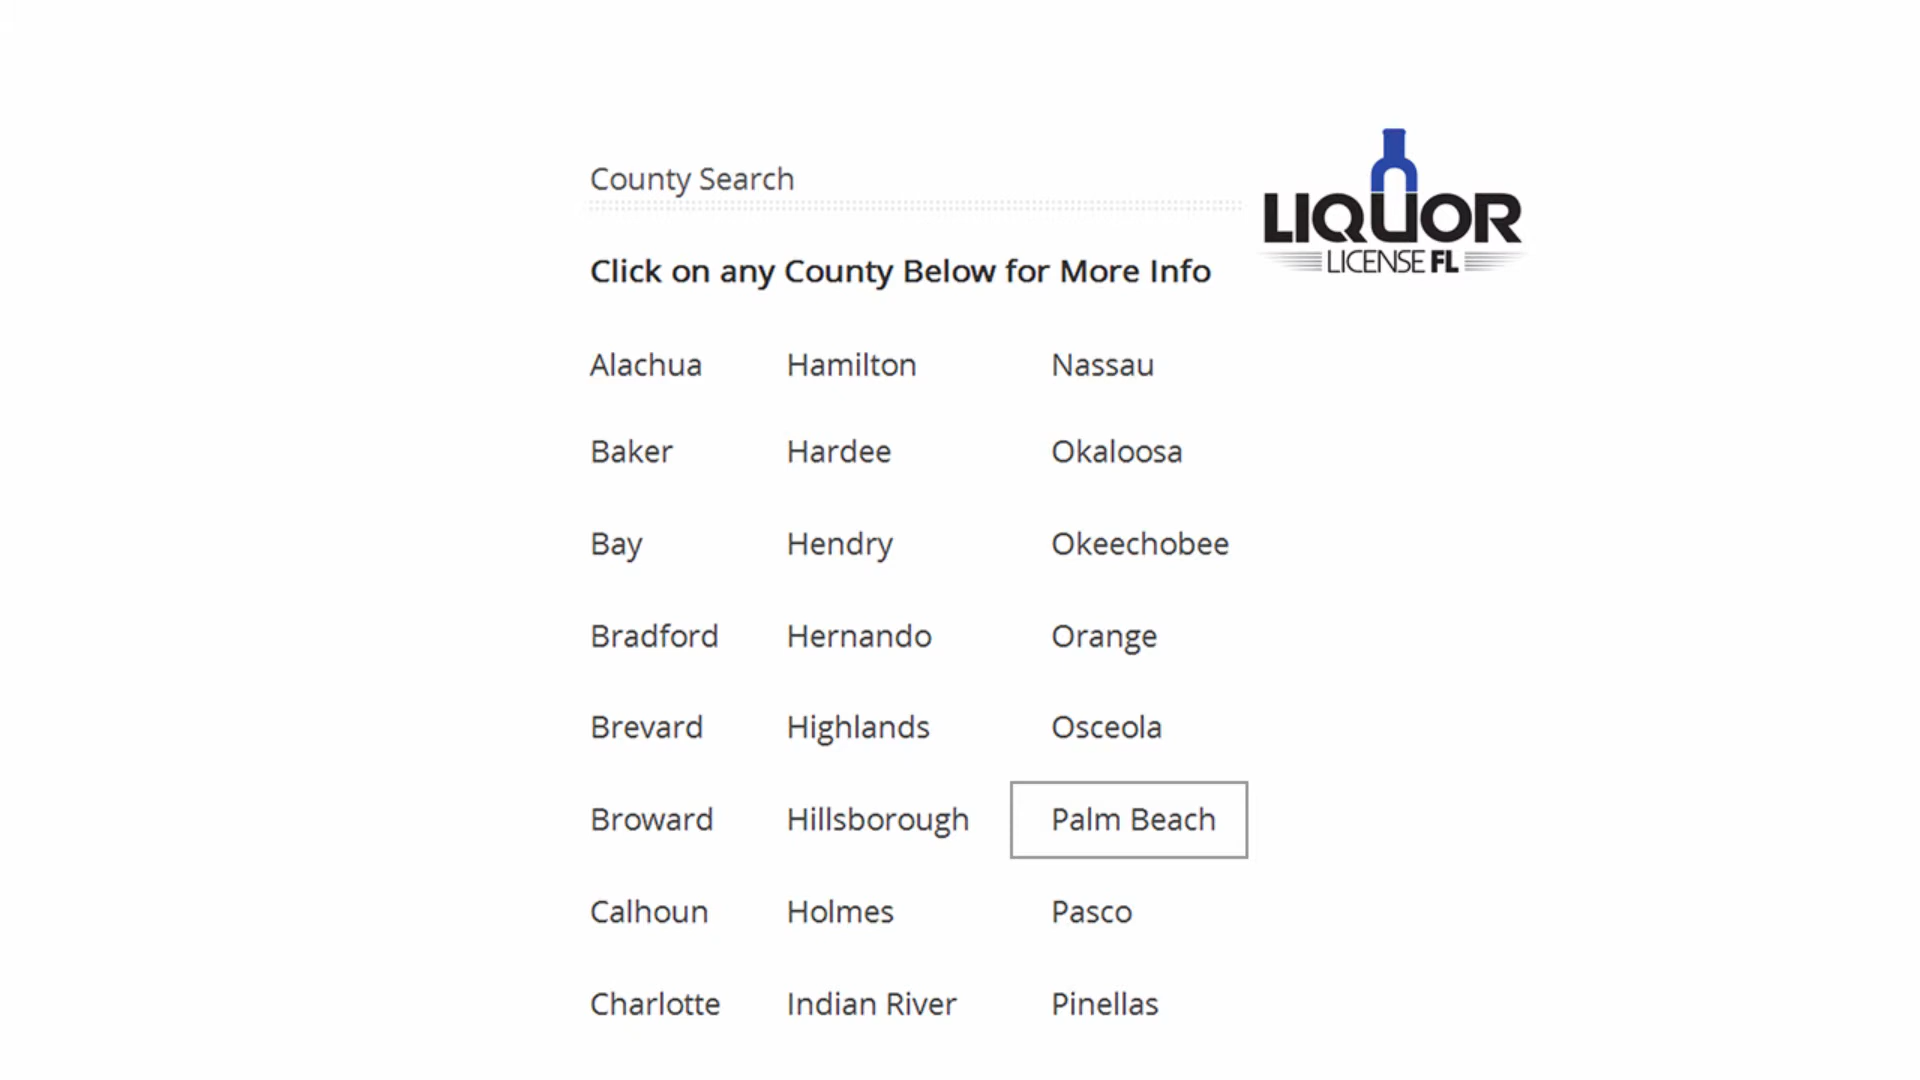 County Search
LIQUOR
LICENSE FL
Click on any County Below for More Info
Alachua Hamilton Nassau
Baker Hardee Okaloosa
Bay Hendry Okeechobee
Bradford Hernando Orange
Brevard Highlands Osceola
Broward Hillsborough Palm Beach
Calhoun Holmes Pasco
Charlotte Indian River Pinellas